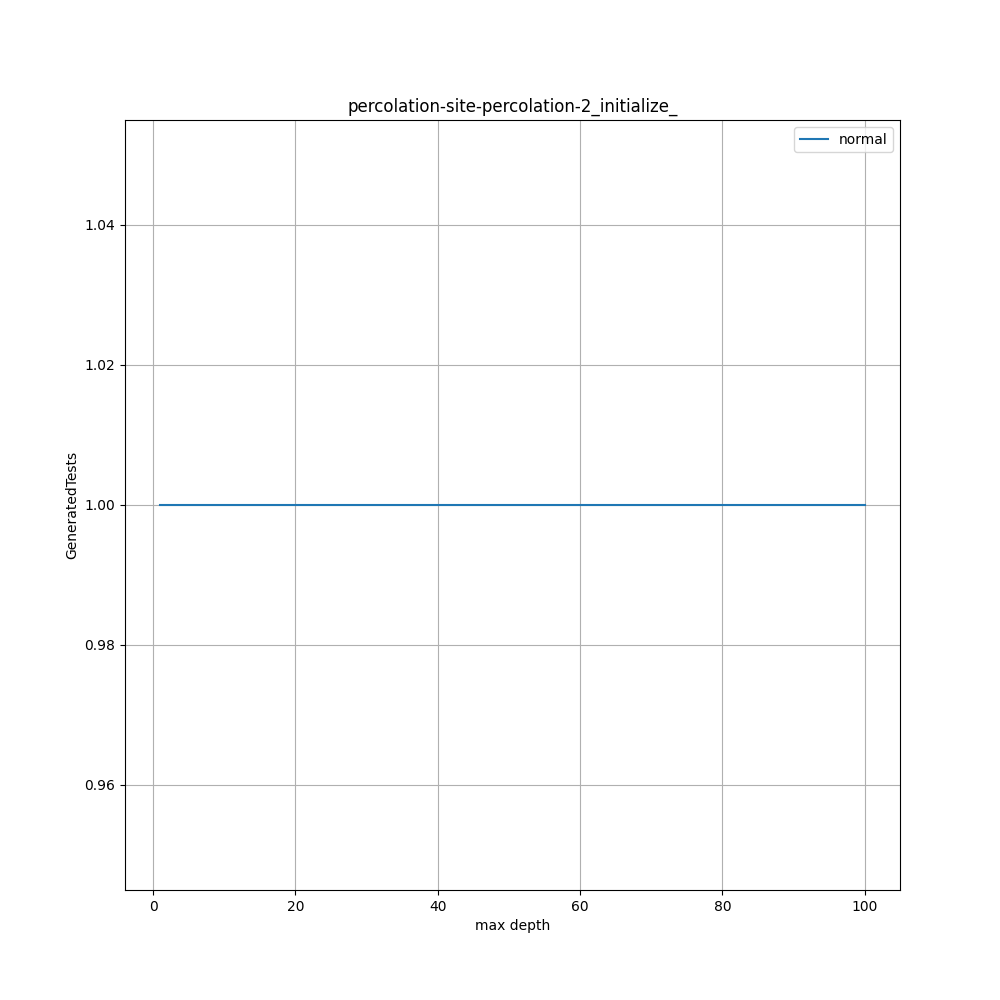 percolation-site-percolation-2_initialize_
normal
1.04
1.02
1.00
0.98
0.96
GeneratedTests
0 20 40 60 80 100
max depth